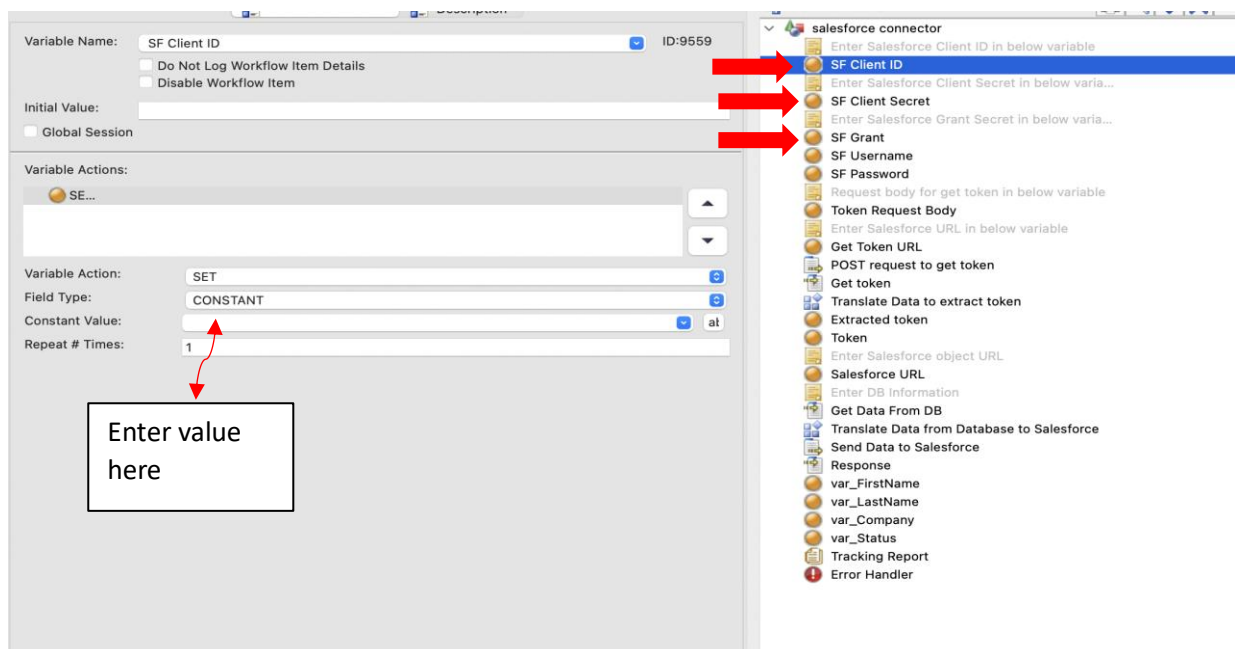 Description
Variable Name: SF Client ID ID:9559
Do Not Log Workflow Item Details
Disable Workflow Item
Initial Value:
Global Session
Variable Actions:
SE...
Variable Action: SET
Field Type: CONSTANT
Constant Value: ab
Repeat # Times: 1
Enter value
here
salesforce connector
Enter Salesforce Client ID in below variable
SF Client ID
Enter Salesforce Client Secret in below varia...
SF Client Secret
Enter Salesforce Grant Secret in below varia...
SF Grant
SF Username
SF Password
Request body for get token in below variable
Token Request Body
Enter Salesforce URL in below variable
Get Token URL
POST request to get token
Get token
Translate Data to extract token
Extracted token
Token
Enter Salesforce object URL
Salesforce URL
Enter DB Information
Get Data From DB
Translate Data from Database to Salesforce
Send Data to Salesforce
Response
var_FirstName
var_LastName
var_Company
var_Status
Tracking Report
Error Handler